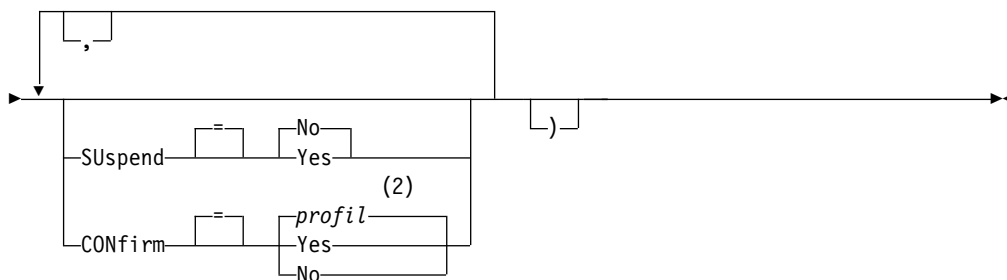 ,
)
= No
SUspend Yes
(2)
= profil
CONfirm Yes
No